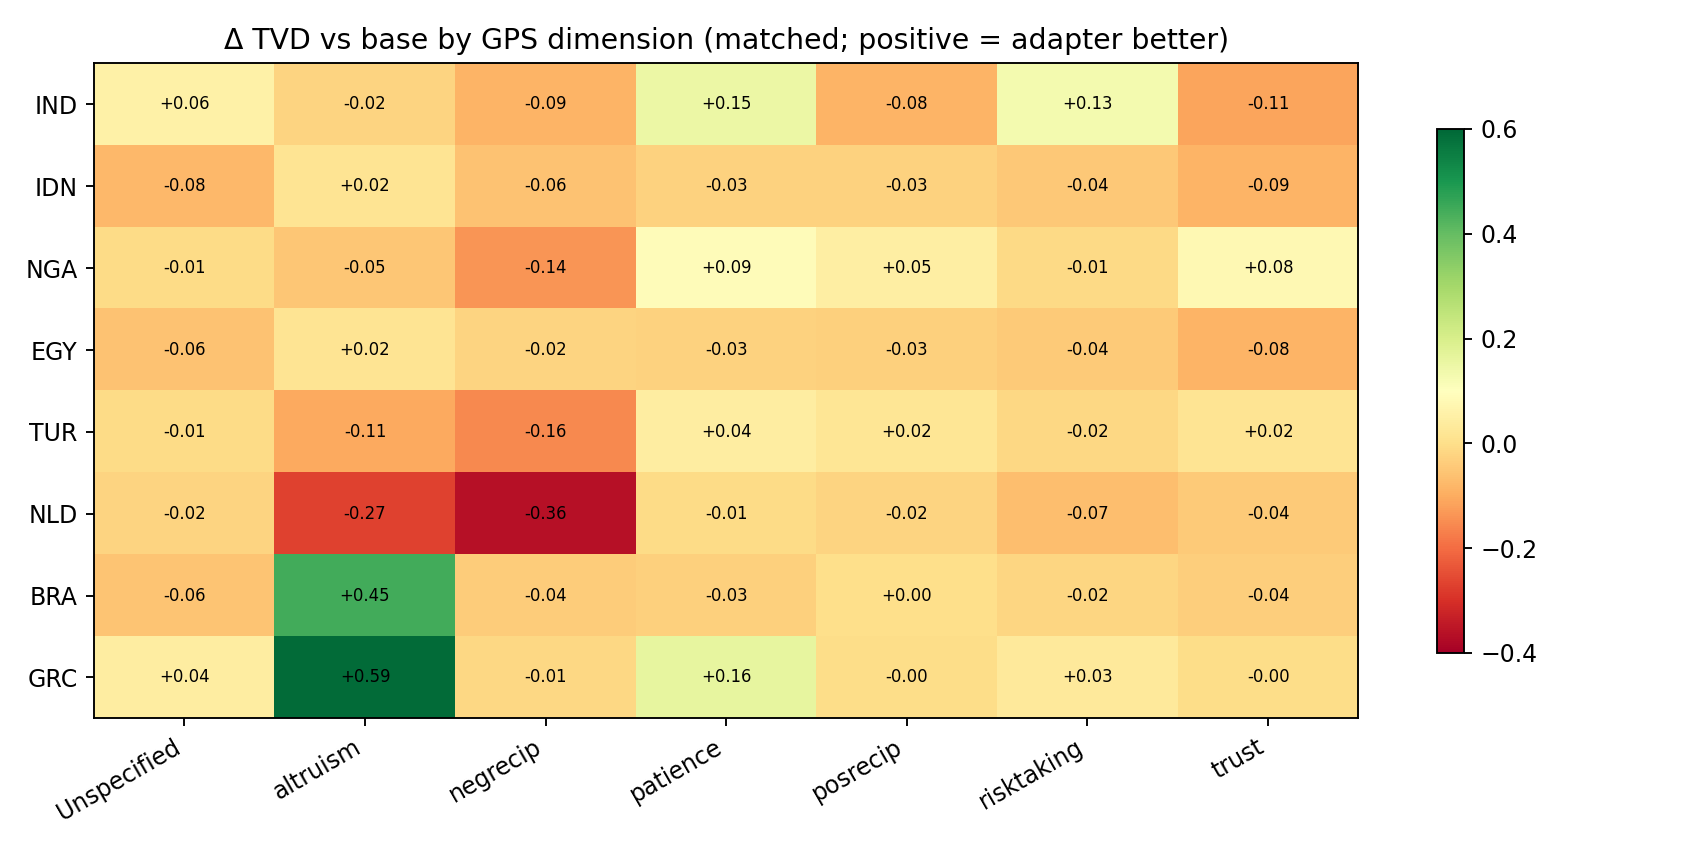 Δ TVD vs base by GPS dimension (matched; positive = adapter better)
IND +0.06 -0.02 -0.09 +0.15 -0.08 +0.13 -0.11
IDN -0.08 +0.02 -0.06 -0.03 -0.03 -0.04 -0.09
NGA -0.01 -0.05 -0.14 +0.09 +0.05 -0.01 +0.08
EGY -0.06 +0.02 -0.02 -0.03 -0.03 -0.04 -0.08
TUR -0.01 -0.11 -0.16 +0.04 +0.02 -0.02 +0.02
NLD -0.02 -0.27 -0.36 -0.01 -0.02 -0.07 -0.04
BRA -0.06 +0.45 -0.04 -0.03 +0.00 -0.02 -0.04
GRC +0.04 +0.59 -0.01 +0.16 -0.00 +0.03 -0.00
Unspecified altruism negrecip patience posrecip risktaking trust
0.6
0.4
0.2
0.0
−0.2
−0.4